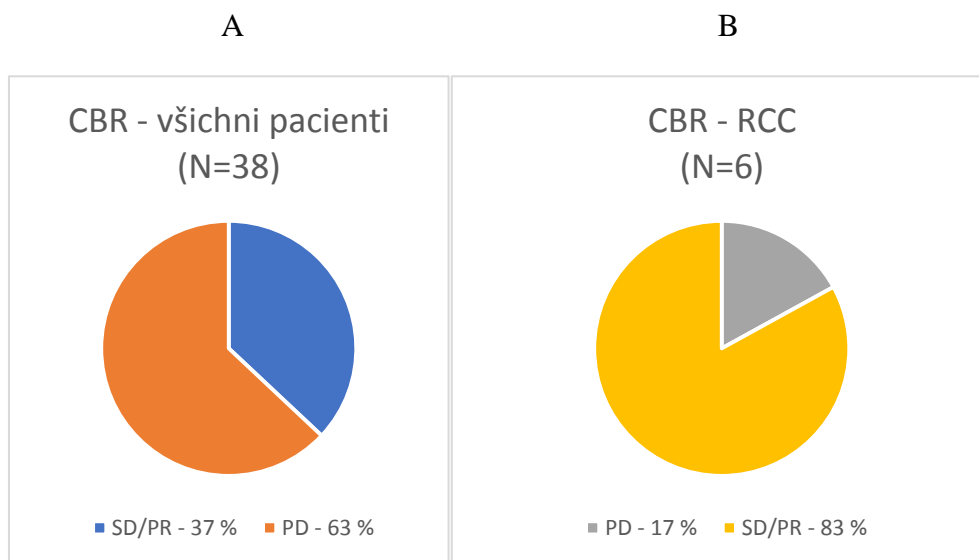 A
B
CBR - všichni pacienti
(N=38)
SD/PR - 37 %
PD - 63 %
CBR - RCC
(N=6)
PD - 17 %
SD/PR - 83 %